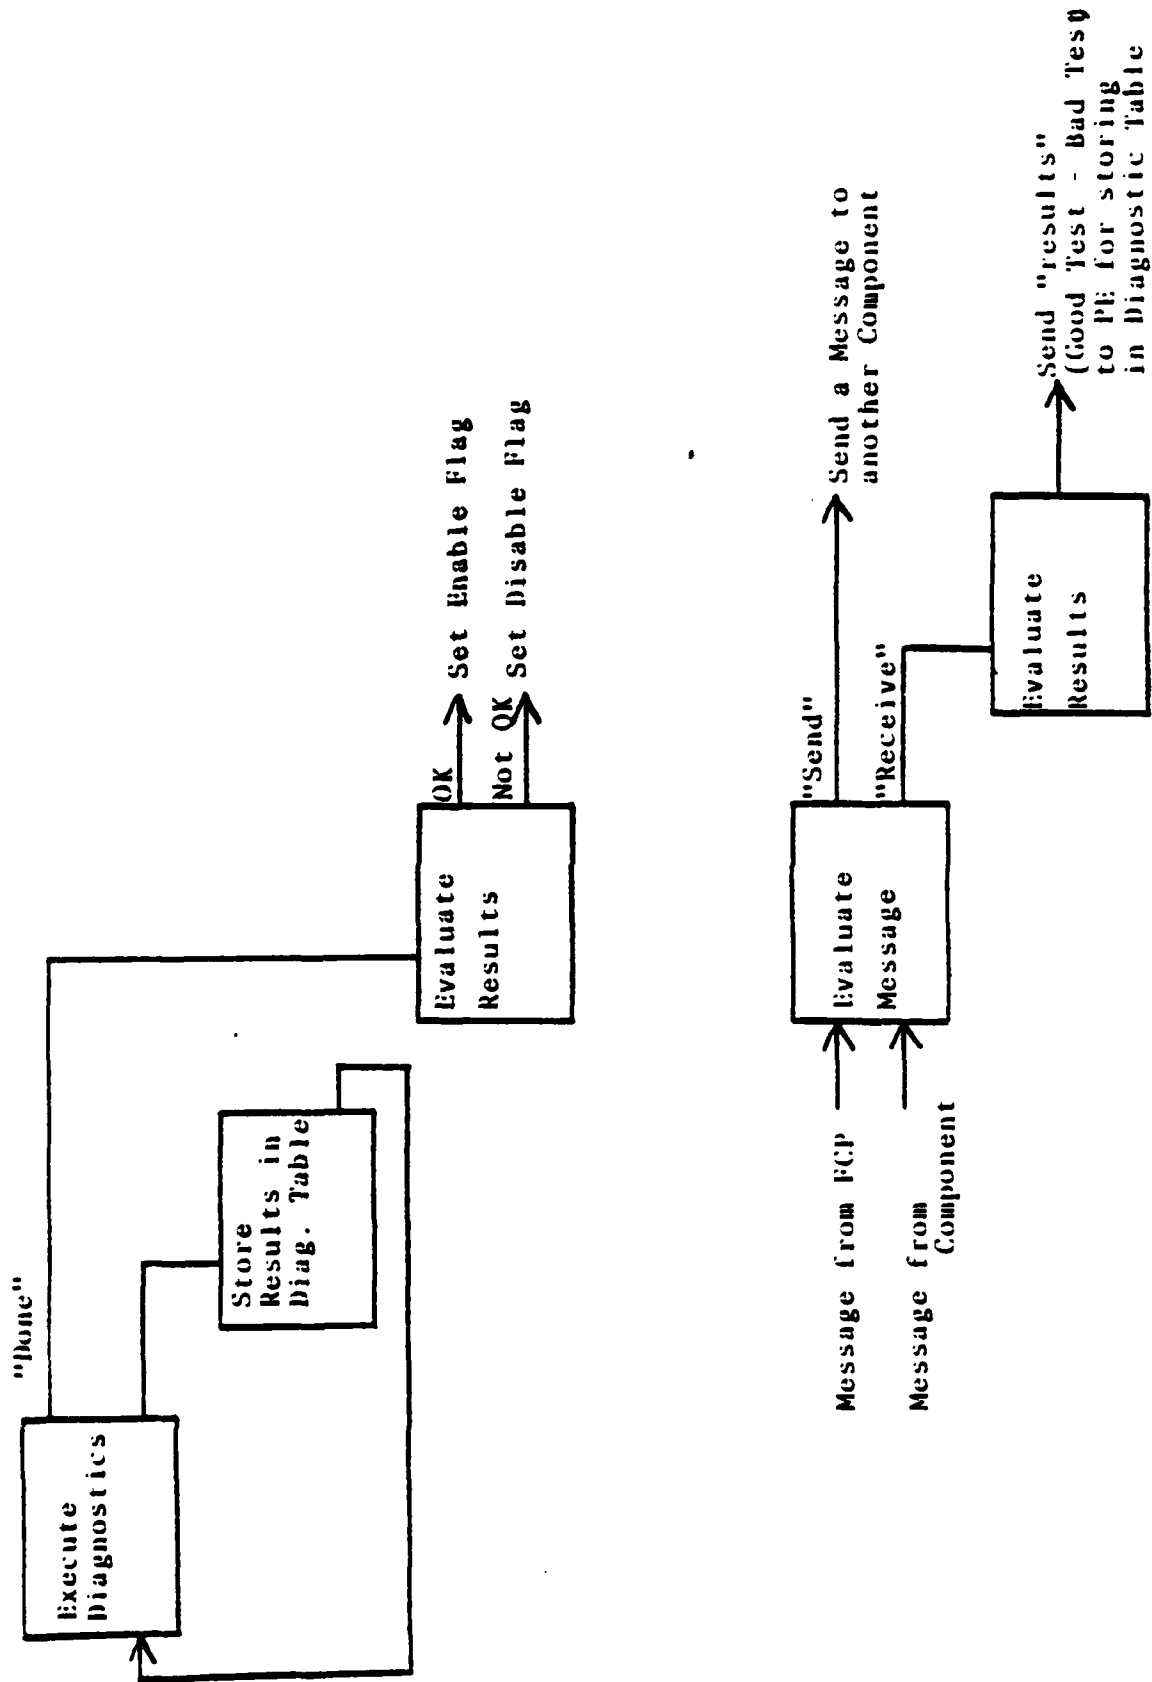 "Done"
Execute
Diagnostics
Store
Results in
Diag. Table
Evaluate
Results
OK
Set Enable Flag
Not OK
Set Disable Flag
Message from FCP
Message from
Component
Evaluate
Message
"Send"
Send a Message to
another Component
"Receive"
Evaluate
Results
Send "results"
(Good Test - Bad Test)
to PE for storing
in Diagnostic Table